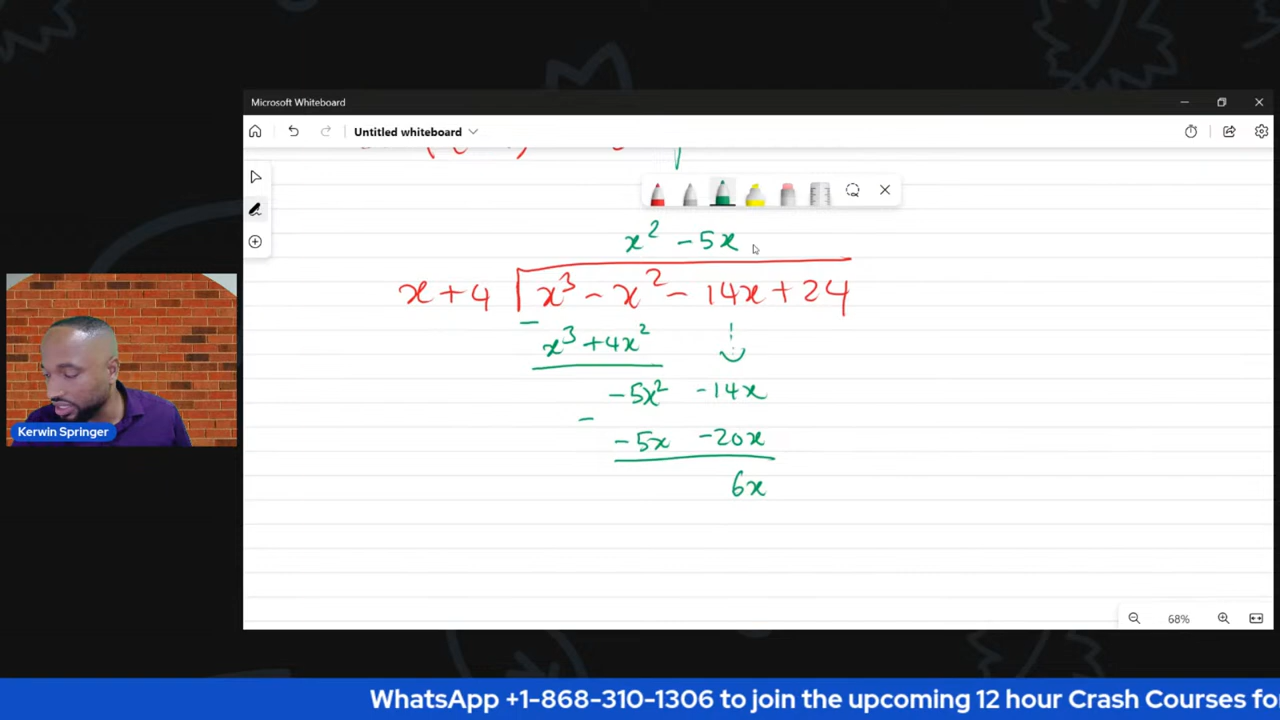 Microsoft Whiteboard
Untitled whiteboard
x² - 5x
x + 4 x³ - x² - 14x + 24
-
x³ + 4x²
-5x² -14x
-
-5x -20x
6x
Kerwin Springer
68%
WhatsApp +1-868-310-1306 to join the upcoming 12 hour Crash Courses fo